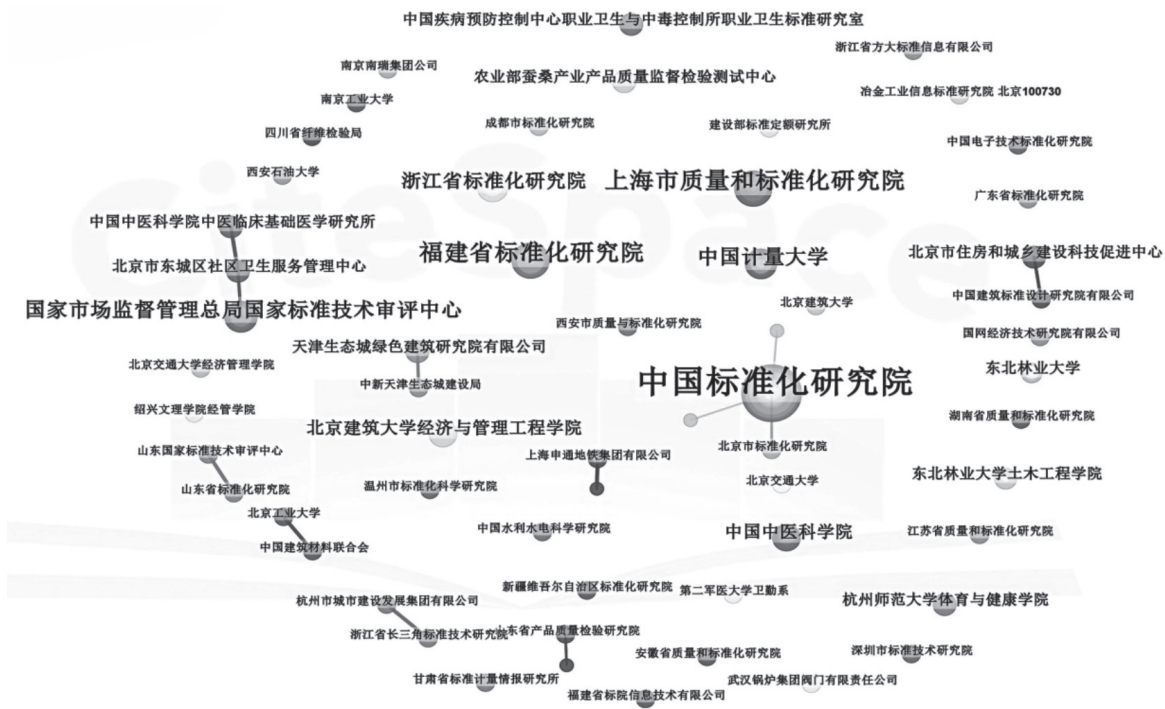 中国疾病预防控制中心职业卫生与中毒控制所职业卫生标准研究室
浙江省方大标准信息有限公司
南京南瑞集团公司
农业部蚕桑产业产品质量监督检验测试中心
冶金工业信息标准研究院 北京100730
南京工业大学
成都市标准化研究院
建设部标准定额研究所
四川省纤维检验局
中国电子技术标准化研究院
西安石油大学
浙江省标准化研究院
上海市质量和标准化研究院
广东省标准化研究院
中国中医科学院中医临床基础医学研究所
福建省标准化研究院
中国计量大学
北京市住房和城乡建设科技促进中心
北京市东城区社区卫生服务管理中心
中国建筑标准设计研究院有限公司
北京建筑大学
国家市场监督管理总局国家标准技术审评中心
西安市质量与标准化研究院
国网经济技术研究院有限公司
天津生态城绿色建筑研究院有限公司
北京交通大学经济管理学院
东北林业大学
中新天津生态城建设局
中国标准化研究院
绍兴文理学院经管学院
湖南省质量和标准化研究院
北京建筑大学经济与管理工程学院
北京市标准化研究院
山东国家标准技术审评中心
上海申通地铁集团有限公司
东北林业大学土木工程学院
北京交通大学
山东省标准化研究院
温州市标准化科学研究院
北京工业大学
中国水利水电科学研究院
中国中医科学院
江苏省质量和标准化研究院
中国建筑材料联合会
新疆维吾尔自治区标准化研究院
第二军医大学卫勤系
杭州市城市建设发展集团有限公司
杭州师范大学体育与健康学院
浙江省长三角标准技术研究院
山东省产品质量检验研究院
安徽省质量和标准化研究院
深圳市标准技术研究院
甘肃省标准计量情报研究所
武汉锅炉集团阀门有限责任公司
福建省标院信息技术有限公司
CiteSpace